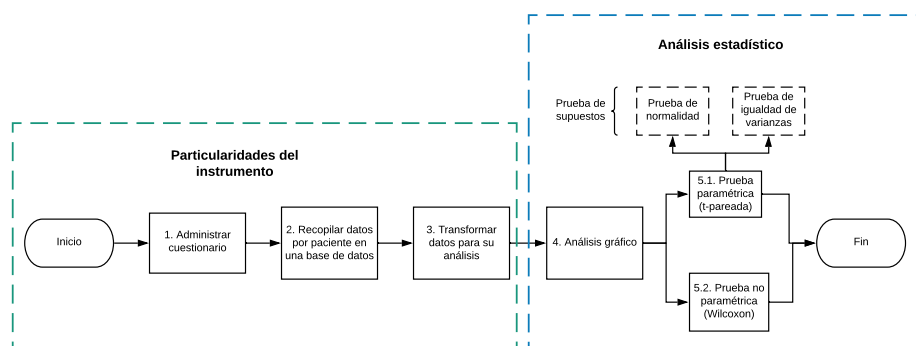 Análisis estadístico
Prueba de
supuestos
Prueba de
normalidad
Prueba de
igualdad de
varianzas
Particularidades del
instrumento
Inicio
1. Administrar
cuestionario
2. Recopilar datos
por paciente en
una base de datos
3. Transformar
datos para su
análisis
4. Análisis gráfico
5.1. Prueba
paramétrica
(t-pareada)
5.2. Prueba no
paramétrica
(Wilcoxon)
Fin